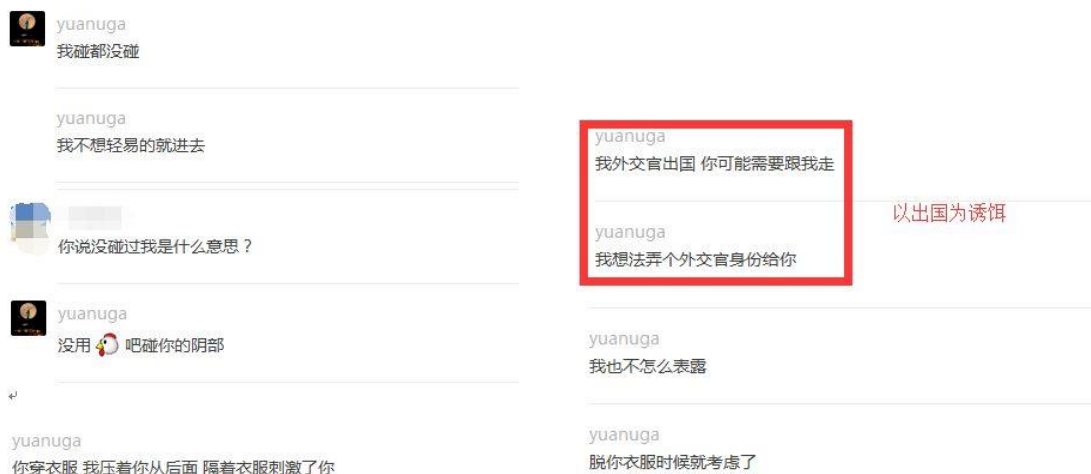 yuanuga
我碰都没碰
yuanuga
我不想轻易的就进去
你说没碰过我是什么意思？
yuanuga
没用🐔吧碰你的阴部
yuanuga
你穿衣服 我压着你从后面 隔着衣服刺激了你
yuanuga
我外交官出国 你可能需要跟我走
yuanuga
我想法弄个外交官身份给你
以出国为诱饵
yuanuga
我也不怎么表露
yuanuga
脱你衣服时候就考虑了